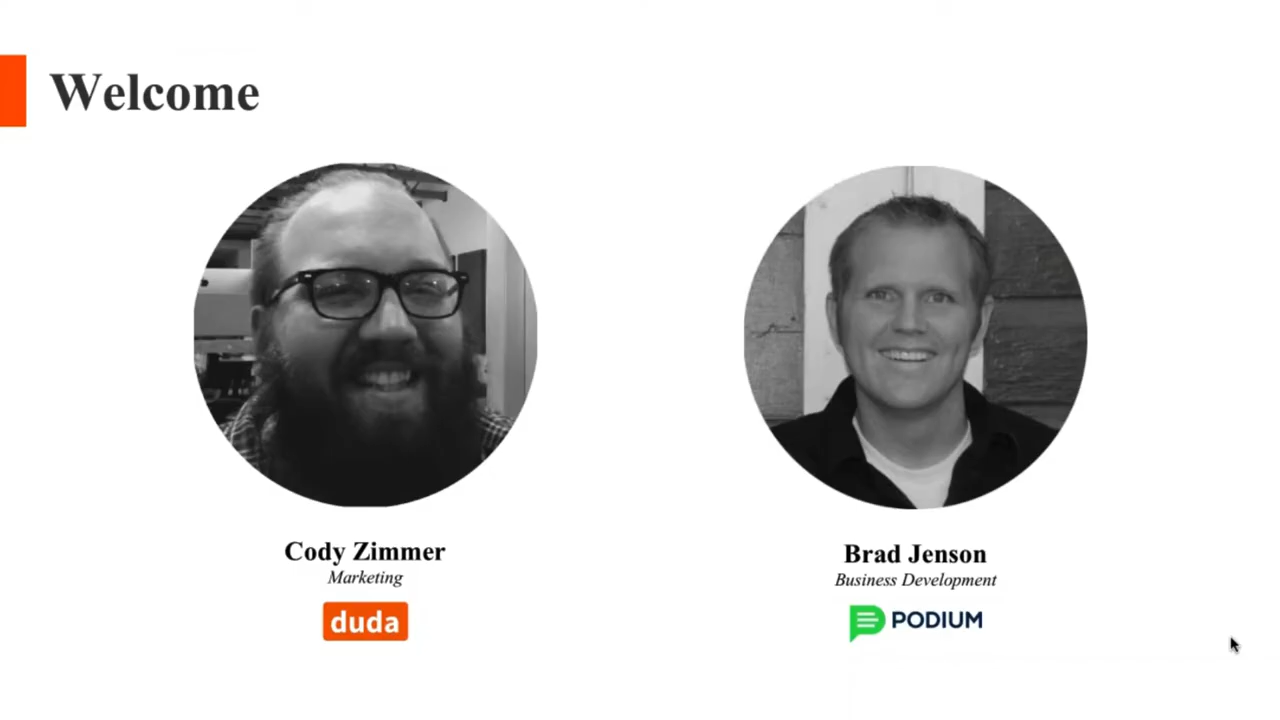 Welcome
Cody Zimmer
Marketing
duda
Brad Jenson
Business Development
PODIUM